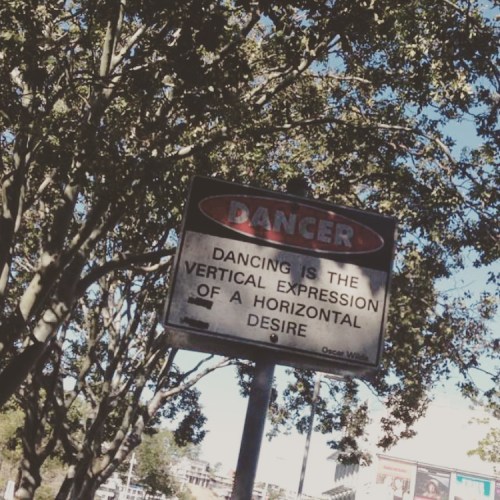 DANCER
DANCING IS THE
VERTICAL EXPRESSION
OF A HORIZONTAL
DESIRE
Oscar Wilde